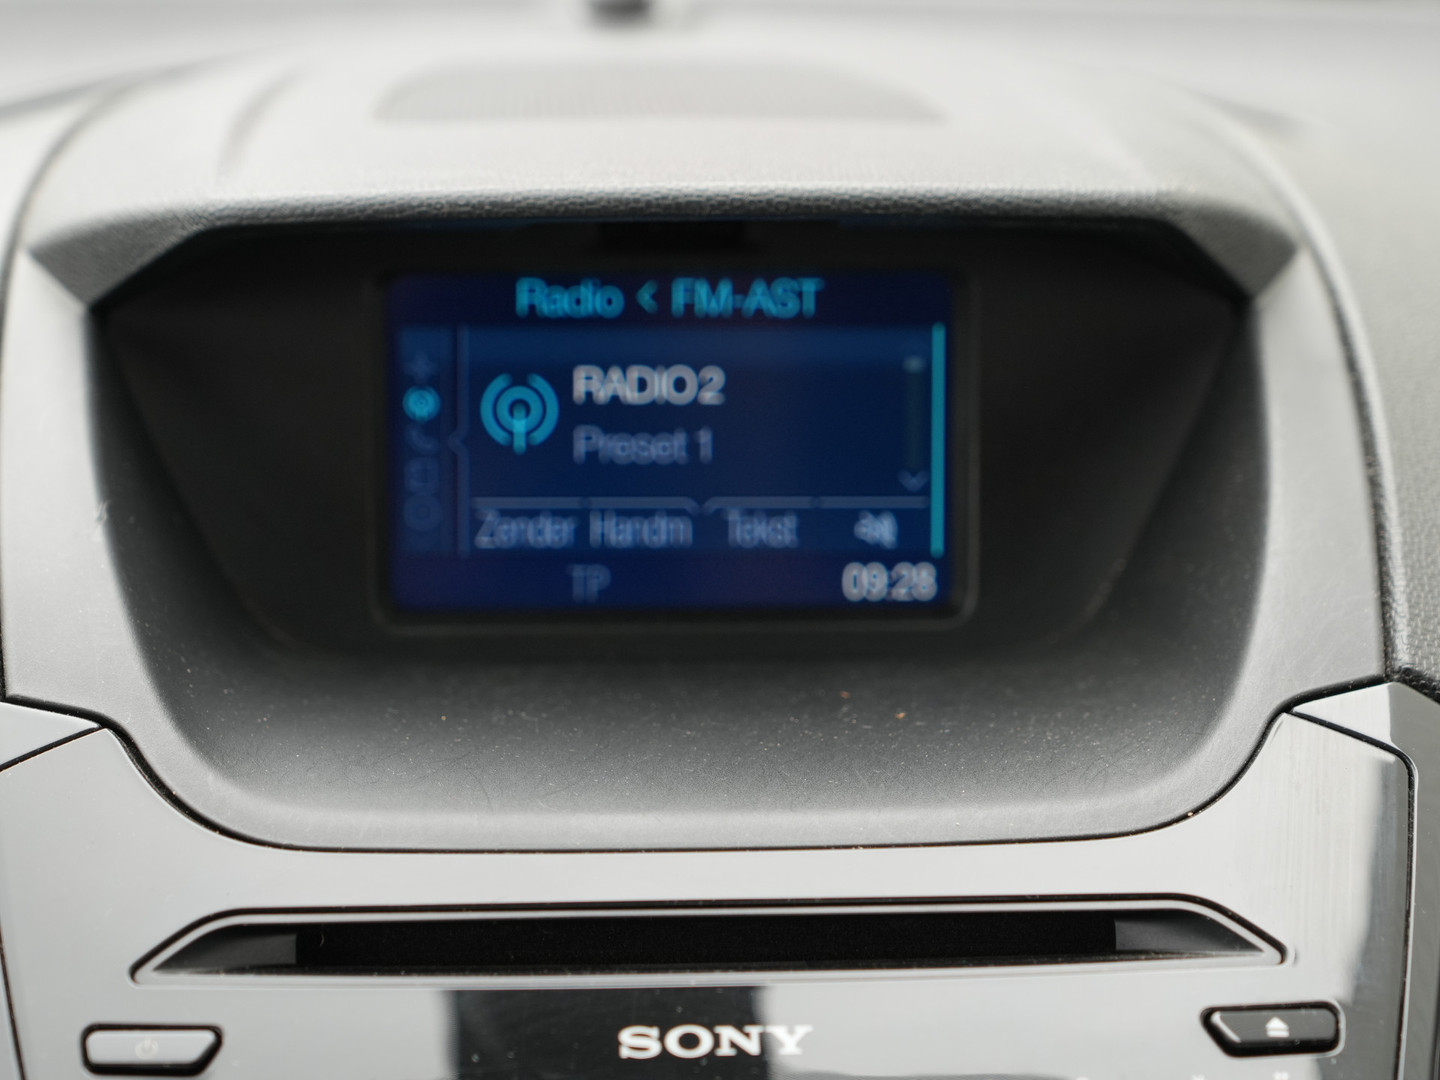 Radio < FM-AST
RADIO2
Preset 1
Zender Handm Tekst
TP 09:28
SONY